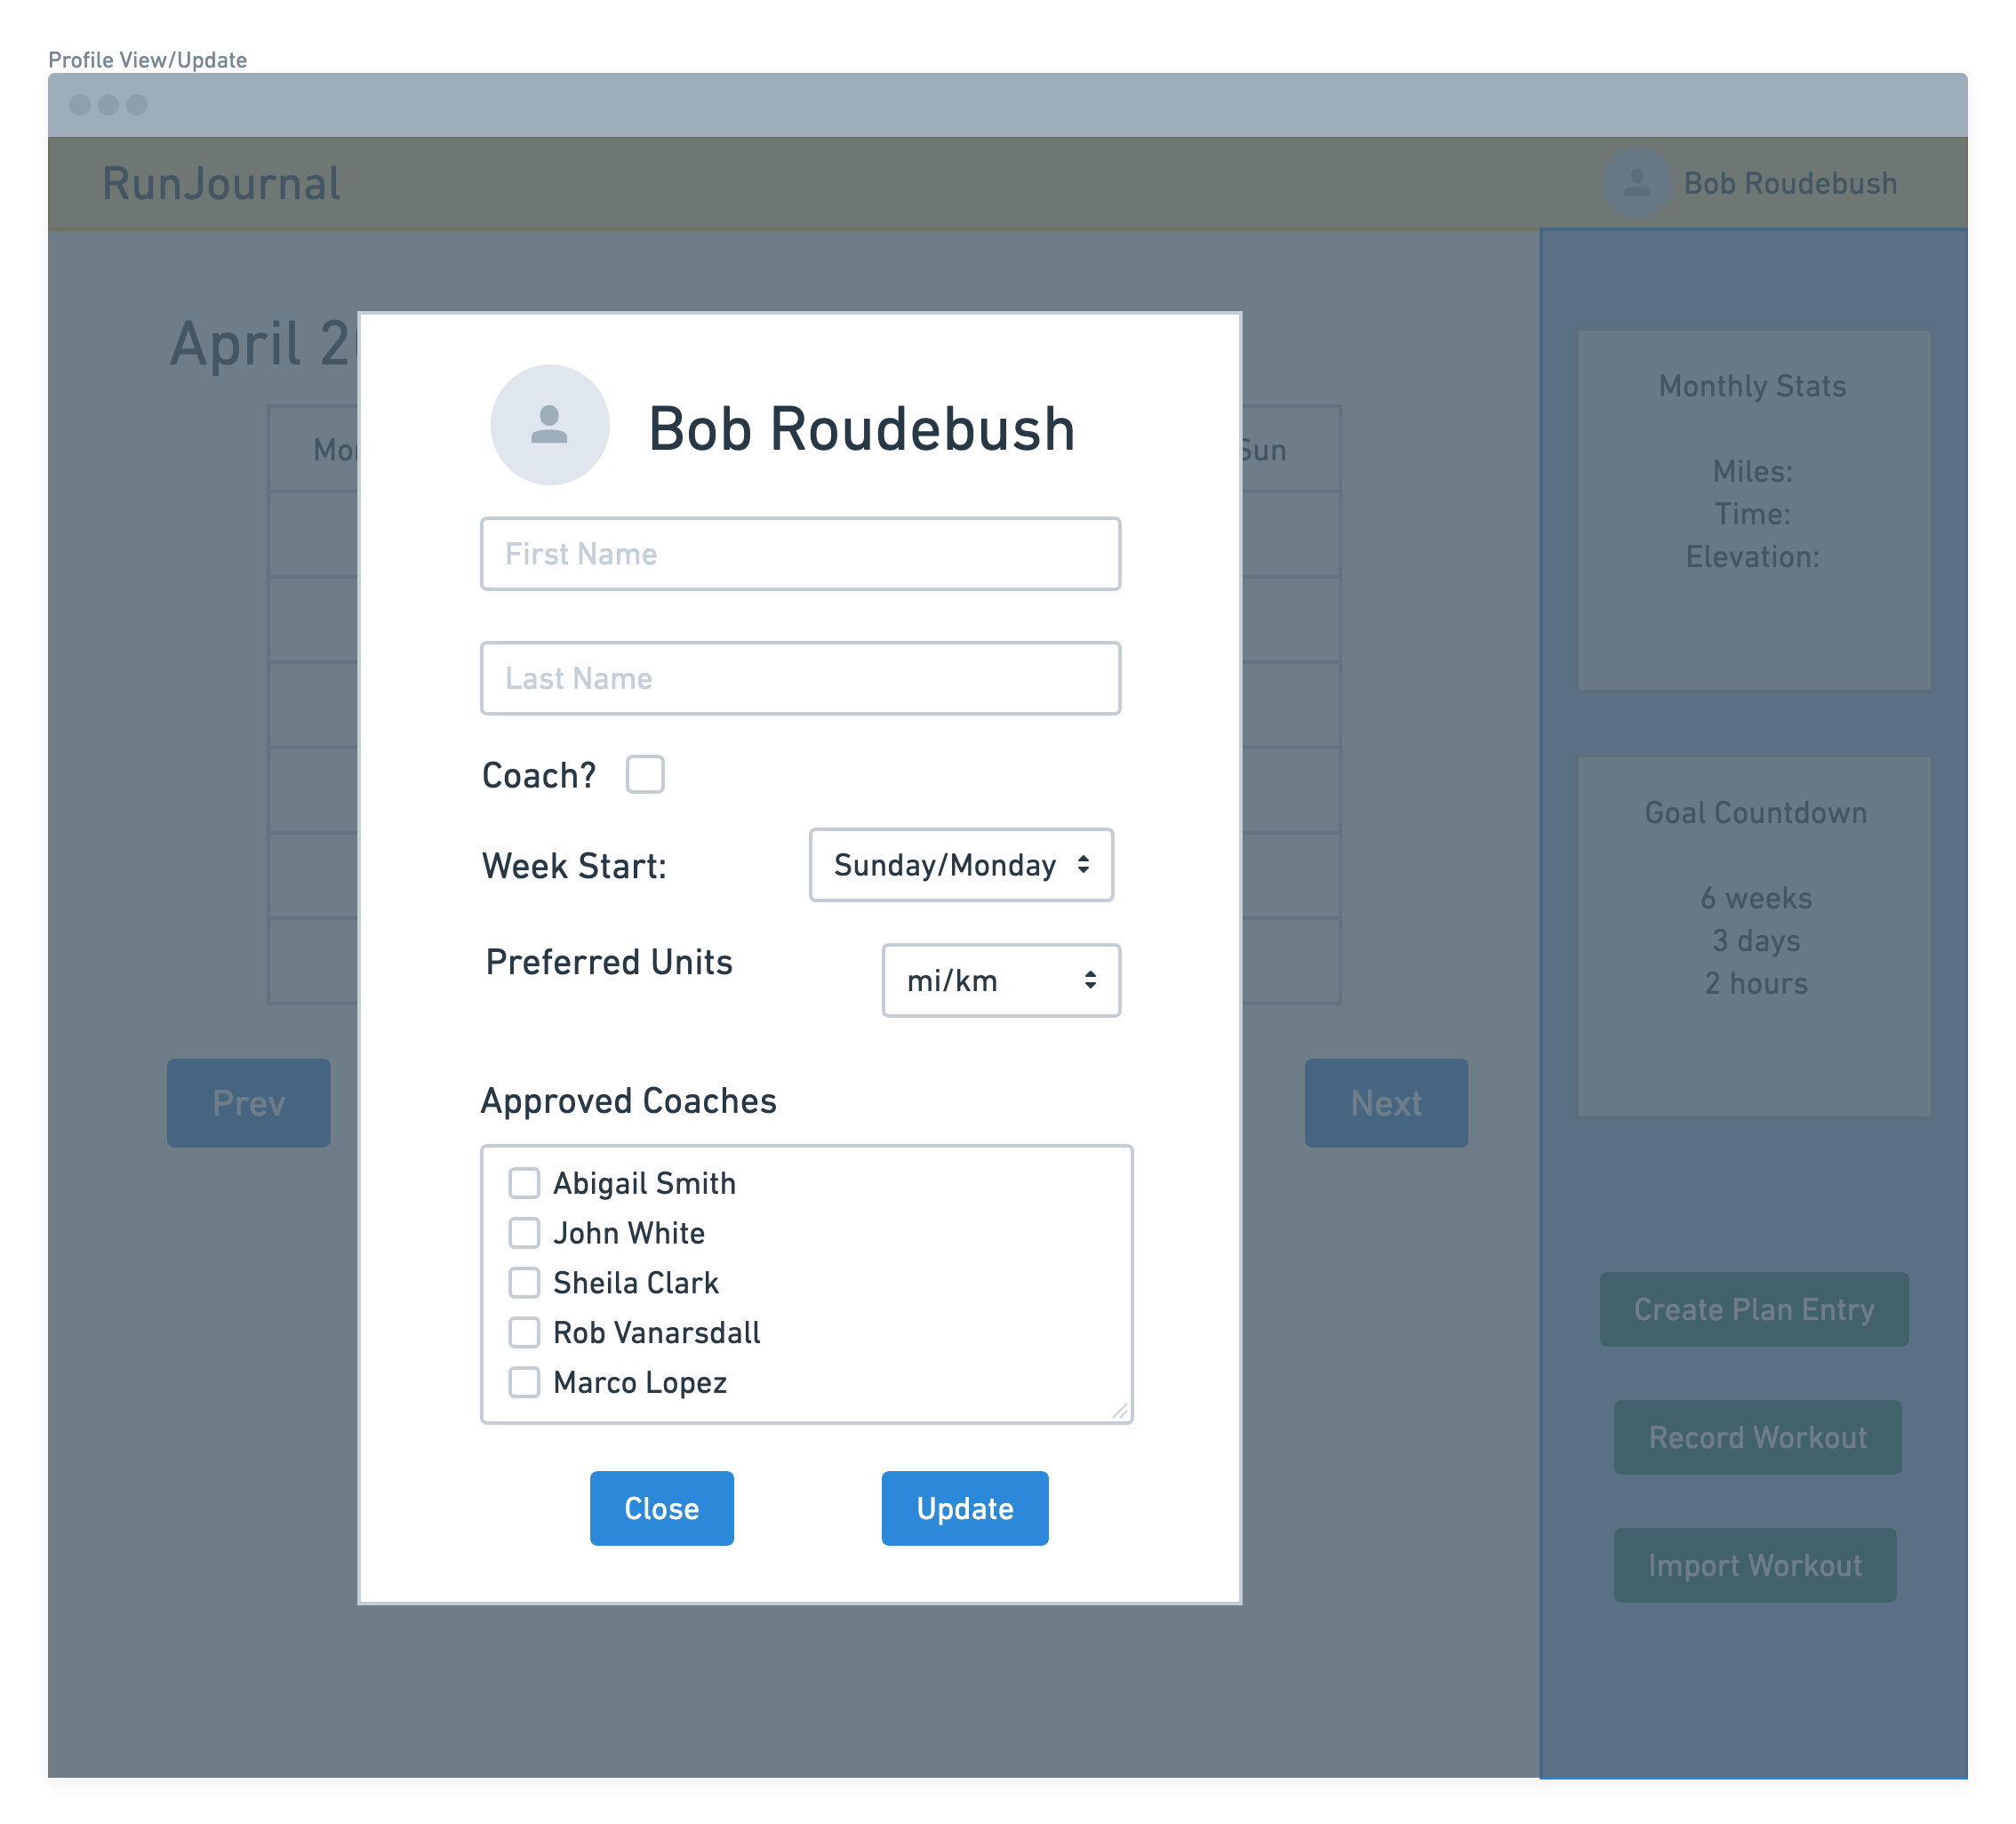 Profile View/Update
RunJournal
Bob Roudebush
April
Sun
Monthly Stats
Miles:
Time:
Elevation:
Goal Countdown
6 weeks
3 days
2 hours
Prev
Next
Create Plan Entry
Record Workout
Import Workout
Bob Roudebush
First Name
Last Name
Coach?
Week Start:
Sunday/Monday
Preferred Units
mi/km
Approved Coaches
Abigail Smith
John White
Sheila Clark
Rob Vanarsdall
Marco Lopez
Close
Update